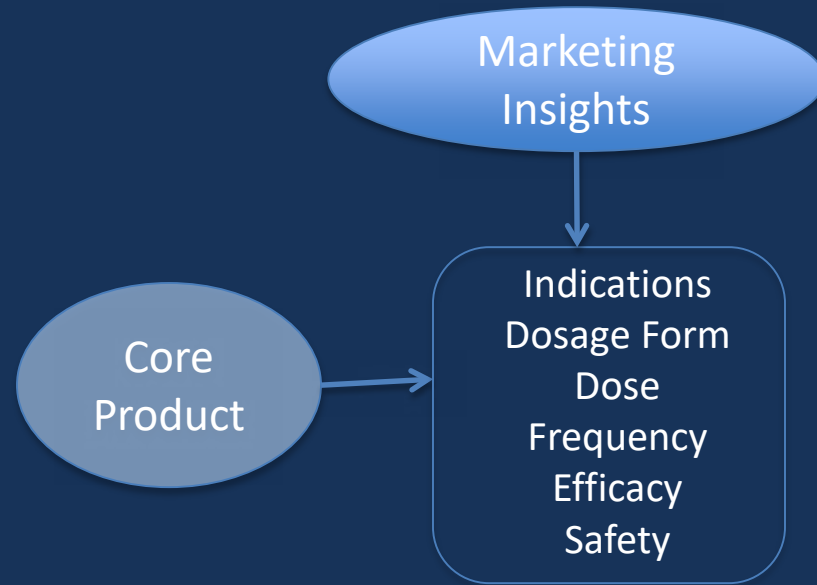 Marketing
Insights
Core
Product
Indications
Dosage Form
Dose
Frequency
Efficacy
Safety